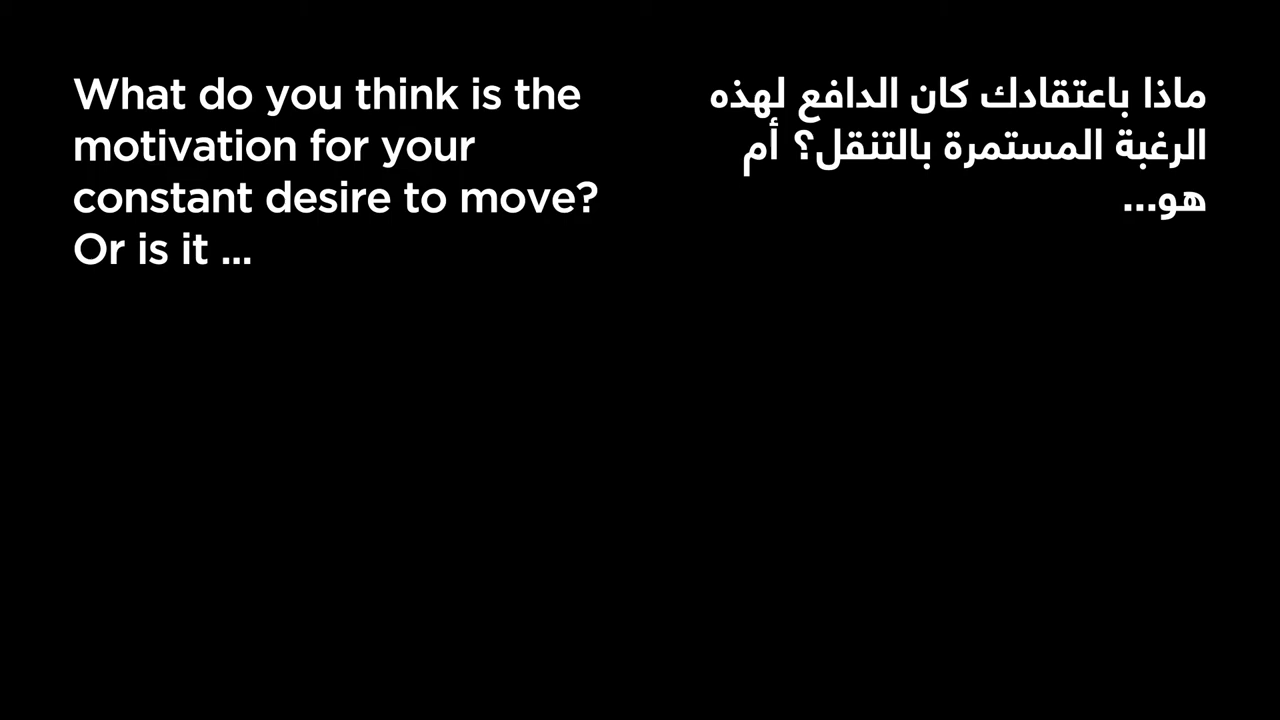 What do you think is the
motivation for your
constant desire to move?
Or is it ...
ماذا باعتقادك كان الدافع لهذه
الرغبة المستمرة بالتنقل؟ أم
هو...